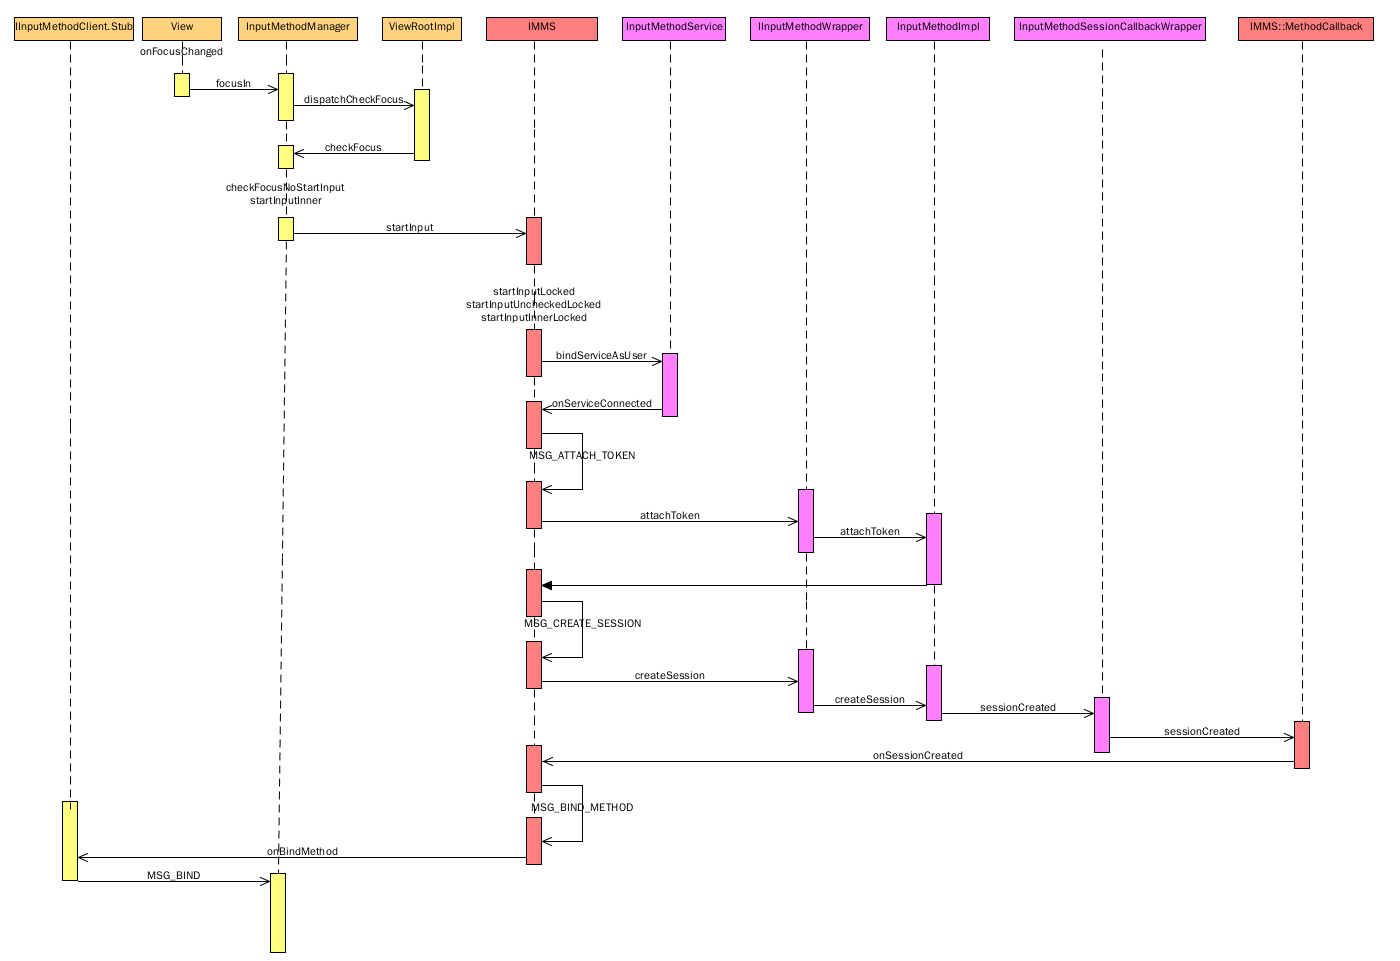 IInputMethodClient.Stub
View
InputMethodManager
ViewRootImpl
IMMS
InputMethodService
IInputMethodWrapper
InputMethodImpl
InputMethodSessionCallbackWrapper
IMMS::MethodCallback
onFocusChanged
focusIn
dispatchCheckFocus
checkFocus
checkFocusNoStartInput
startInputInner
startInput
startInputLocked
startInputUncheckedLocked
startInputInnerLocked
bindServiceAsUser
onServiceConnected
MSG_ATTACH_TOKEN
attachToken
attachToken
MSG_CREATE_SESSION
createSession
createSession
sessionCreated
sessionCreated
onSessionCreated
MSG_BIND_METHOD
onBindMethod
MSG_BIND